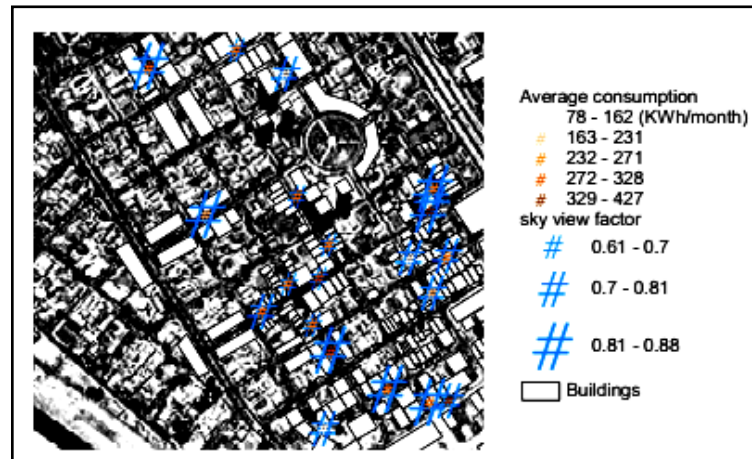 Average consumption
78 - 162 (KWh/month)
# 163 - 231
# 232 - 271
# 272 - 328
# 329 - 427
sky view factor
# 0.61 - 0.7
# 0.7 - 0.81
# 0.81 - 0.88
Buildings